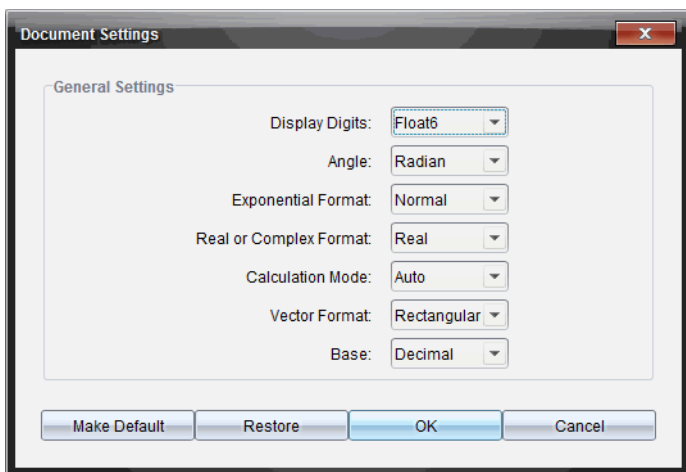 Document Settings
X
General Settings
Display Digits: Float6
Angle: Radian
Exponential Format: Normal
Real or Complex Format: Real
Calculation Mode: Auto
Vector Format: Rectangular
Base: Decimal
Make Default Restore OK Cancel